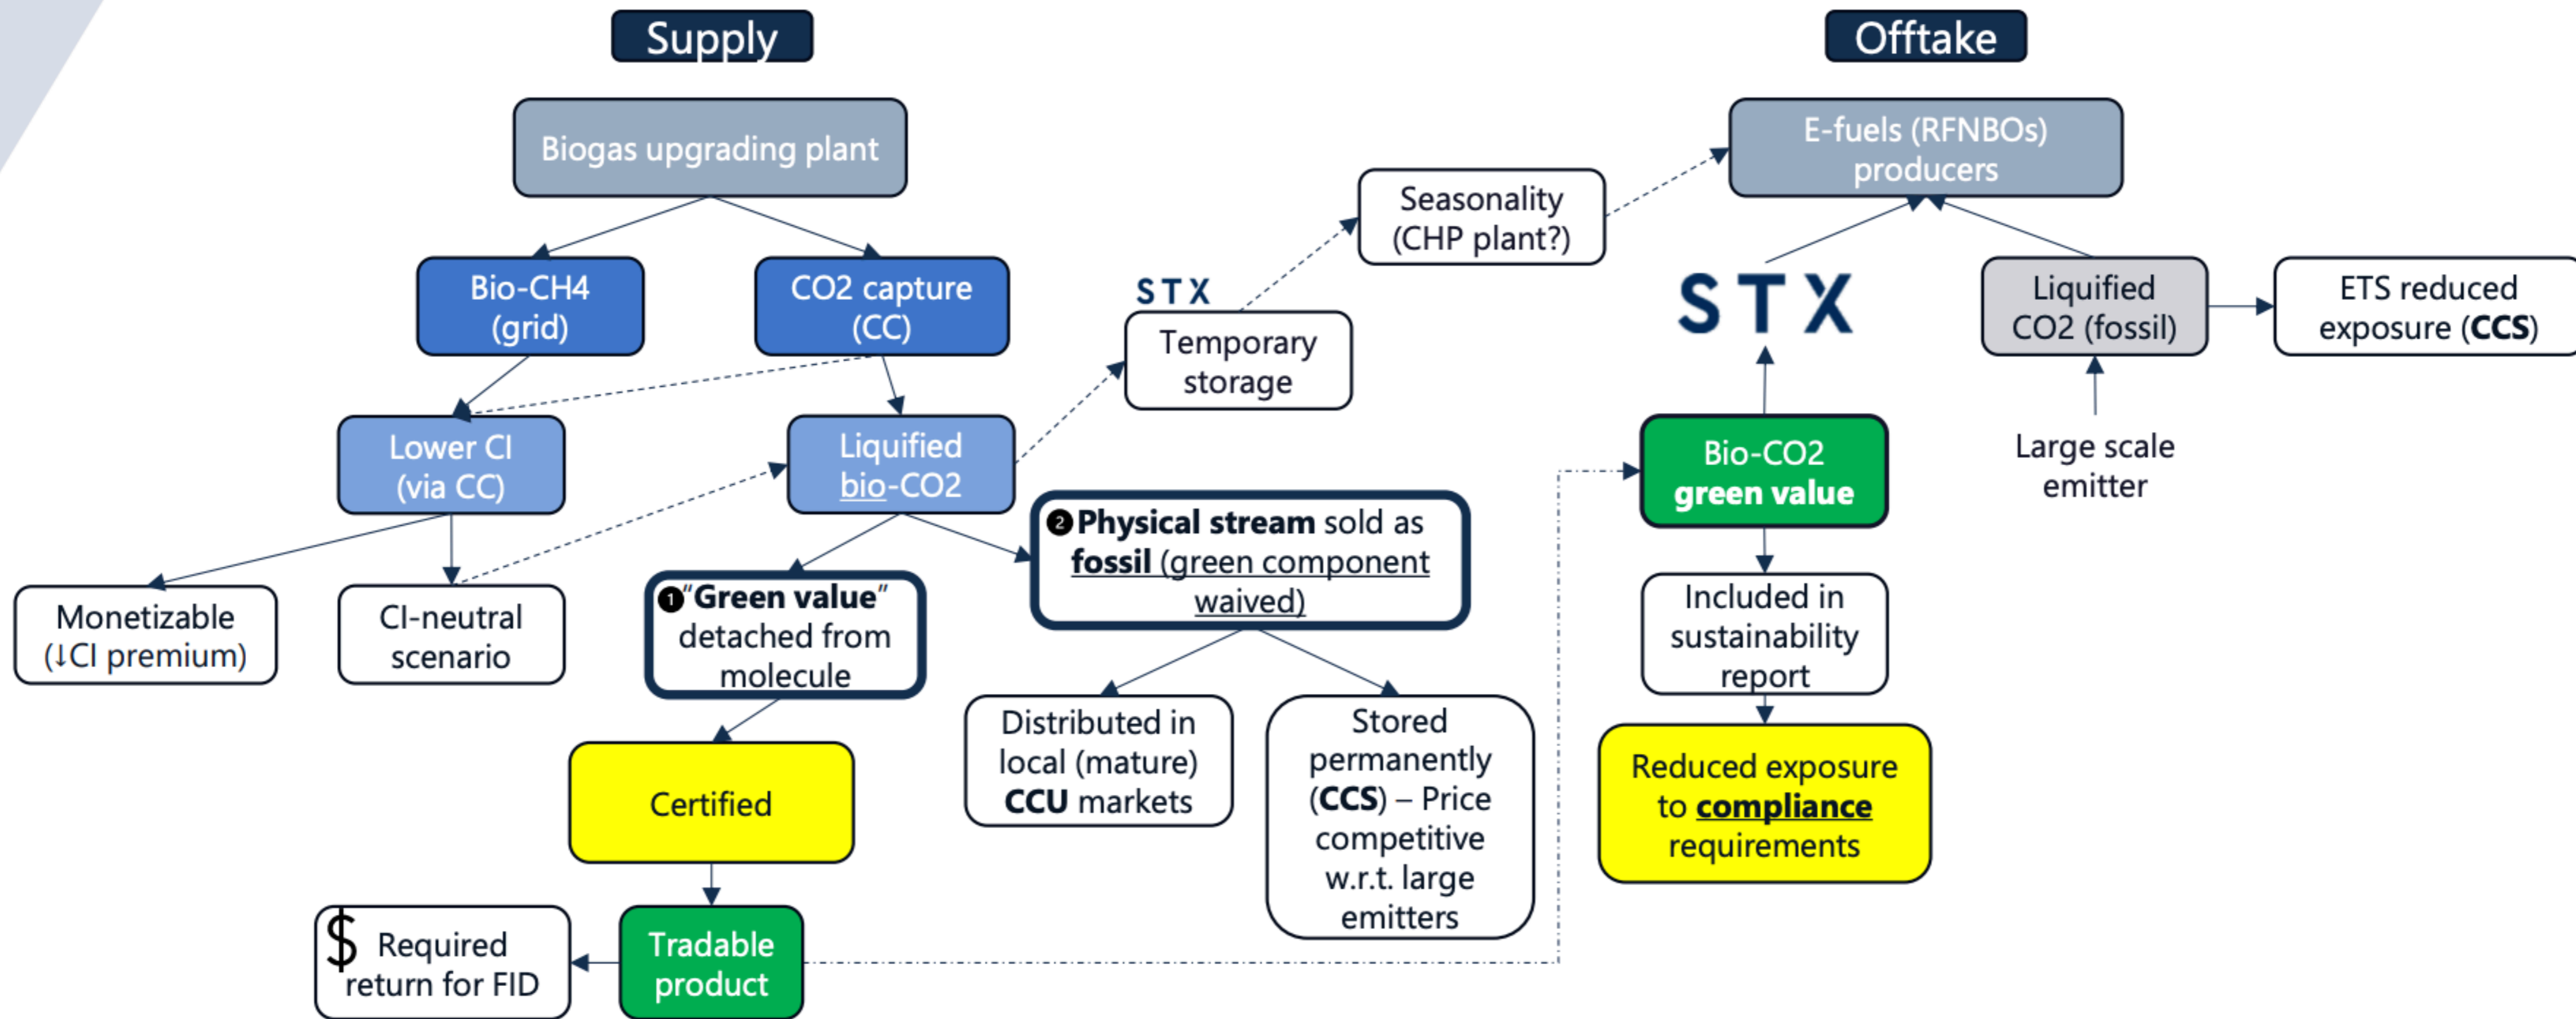 Supply
Offtake
Biogas upgrading plant
E-fuels (RFNBOs)
producers
Seasonality
(CHP plant?)
Bio-CH4
(grid)
CO2 capture
(CC)
STX
Temporary
storage
STX
Liquified
CO2 (fossil)
ETS reduced
exposure (CCS)
Lower CI
(via CC)
Liquified
bio-CO2
Bio-CO2
green value
Large scale
emitter
❷Physical stream sold as
fossil (green component
waived)
Monetizable
(↓CI premium)
CI-neutral
scenario
❶"Green value"
detached from
molecule
Included in
sustainability
report
Distributed in
local (mature)
CCU markets
Stored
permanently
(CCS) – Price
competitive
w.r.t. large
emitters
Certified
Reduced exposure
to compliance
requirements
$ Required
return for FID
Tradable
product